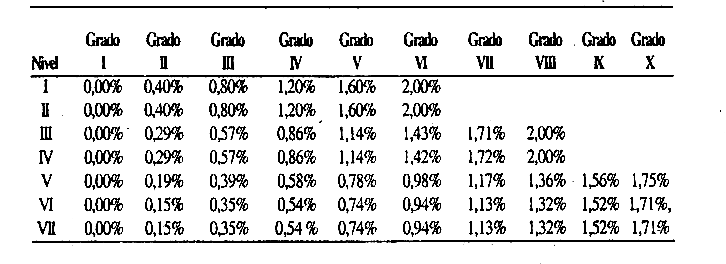 Grado Grado Grado Grado Grado Grado Grado Grado Grado Grado
Nivel I II III IV V VI VII VIII IX X
I 0,00% 0,40% 0,80% 1,20% 1,60% 2,00%
II 0,00% 0,40% 0,80% 1,20% 1,60% 2,00%
III 0,00% 0,29% 0,57% 0,86% 1,14% 1,43% 1,71% 2,00%
IV 0,00% 0,29% 0,57% 0,86% 1,14% 1,42% 1,72% 2,00%
V 0,00% 0,19% 0,39% 0,58% 0,78% 0,98% 1,17% 1,36% 1,56% 1,75%
VI 0,00% 0,15% 0,35% 0,54% 0,74% 0,94% 1,13% 1,32% 1,52% 1,71%,
VII 0,00% 0,15% 0,35% 0,54 % 0,74% 0,94% 1,13% 1,32% 1,52% 1,71%